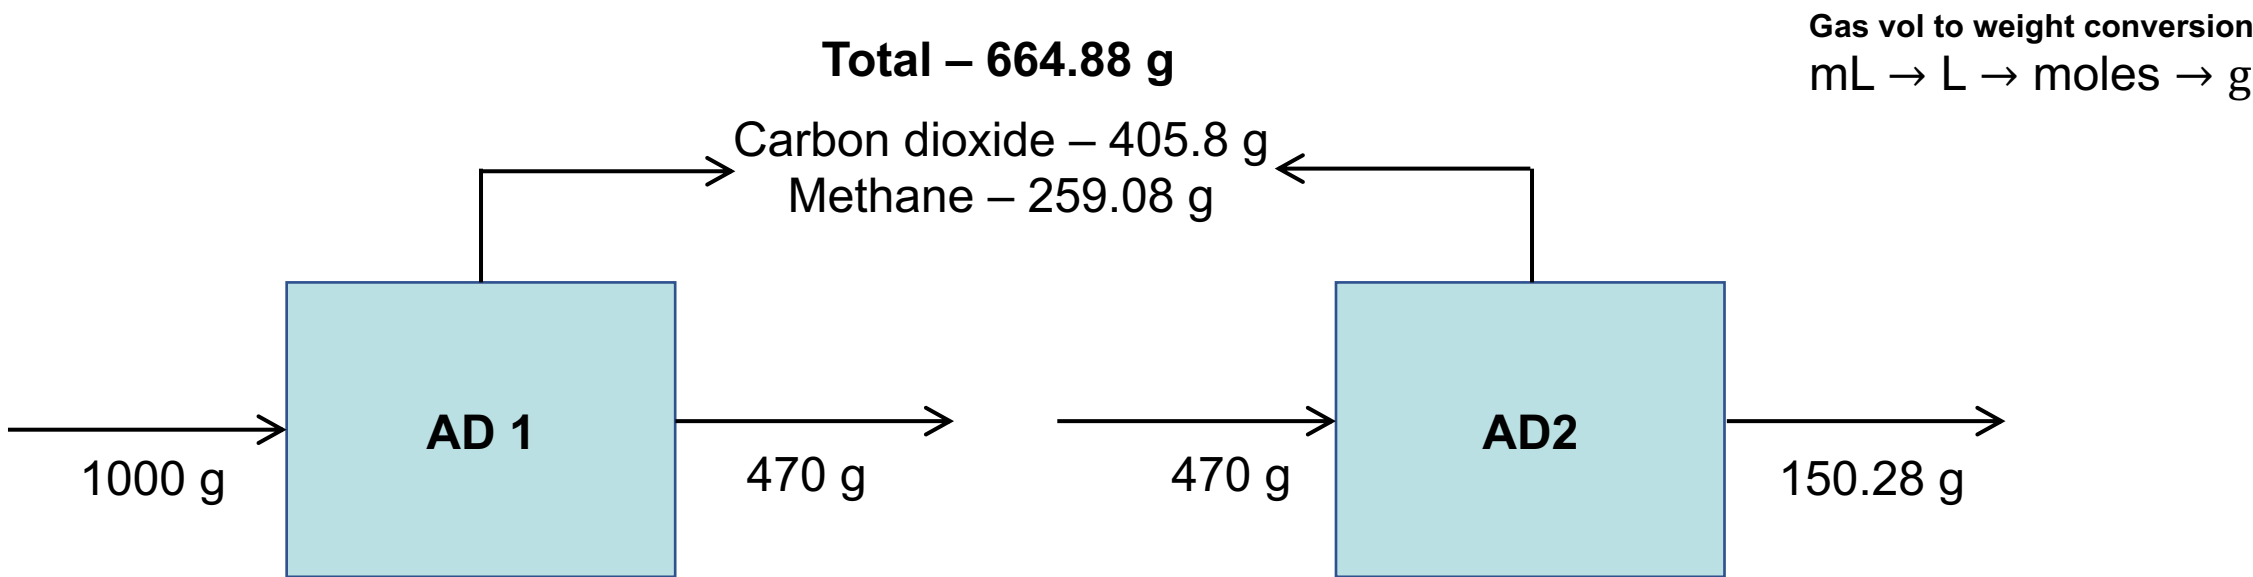 Gas vol to weight conversion
mL → L → moles → g
Total – 664.88 g
Carbon dioxide – 405.8 g
Methane – 259.08 g
AD 1
AD2
1000 g
470 g
470 g
150.28 g